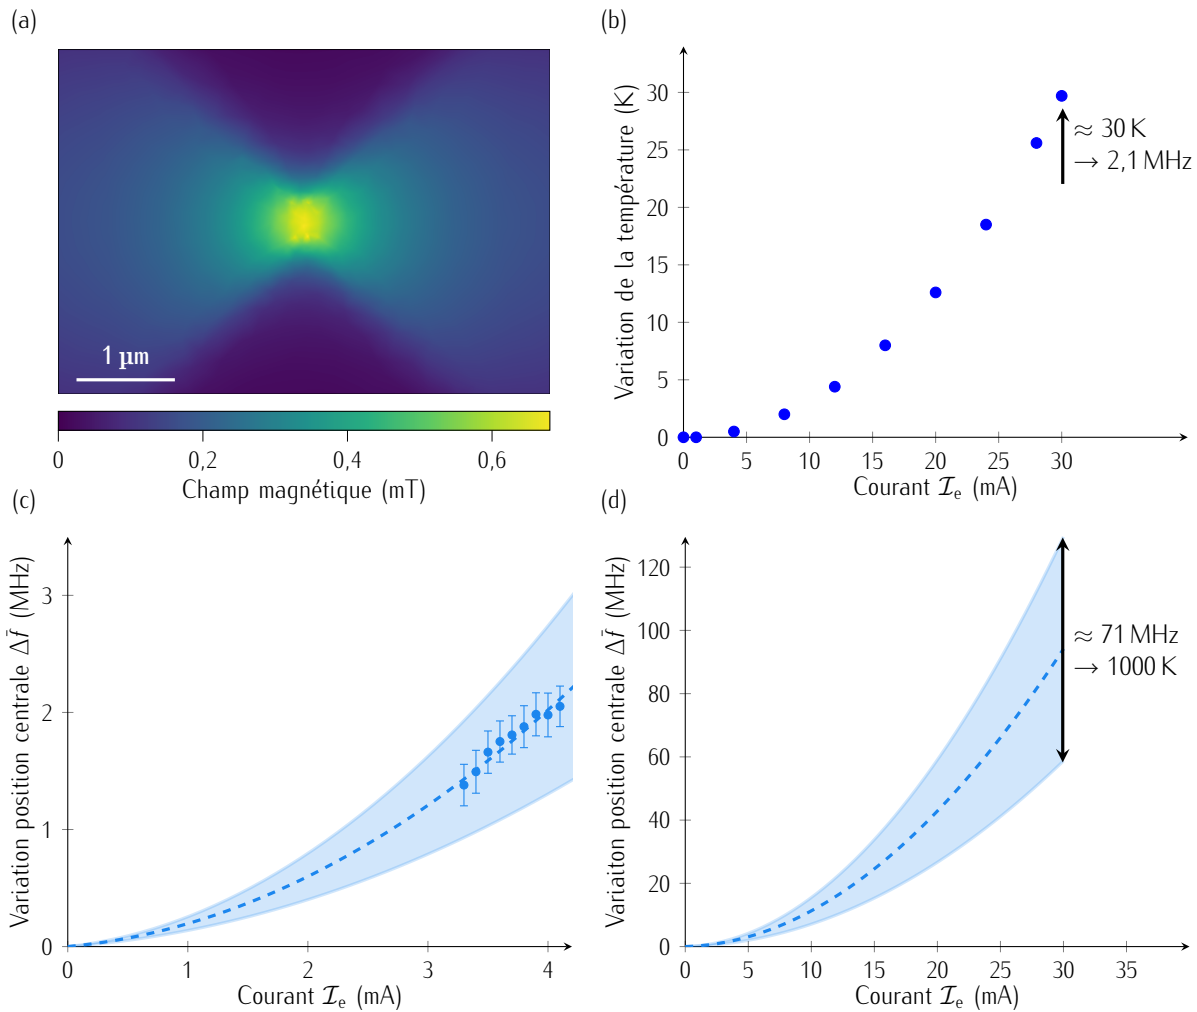 (a)
1 μm
0
0,2
0,4
0,6
Champ magnétique (mT)
(b)
Variation de la température (K)
30
25
20
15
10
5
0
0
5
10
15
20
25
30
Courant ℐe (mA)
≈ 30 K
→ 2,1 MHz
(c)
Variation position centrale Δf̄ (MHz)
3
2
1
0
0
1
2
3
4
Courant ℐe (mA)
(d)
Variaiton position centrale Δf̄ (MHz)
120
100
80
60
40
20
0
0
5
10
15
20
25
30
35
Courant ℐe (mA)
≈ 71 MHz
→ 1000 K